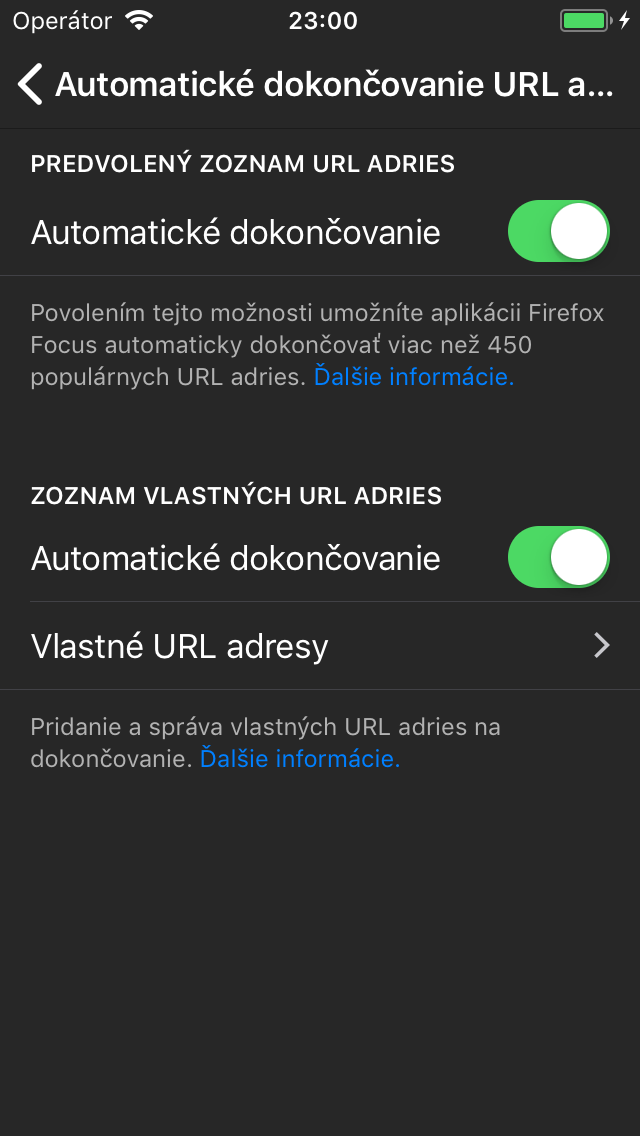 Operátor
23:00
Automatické dokončovanie URL a...
PREDVOLENÝ ZOZNAM URL ADRIES
Automatické dokončovanie
Povolením tejto možnosti umožníte aplikácii Firefox
Focus automaticky dokončovať viac než 450
populárnych URL adries. Ďalšie informácie.
ZOZNAM VLASTNÝCH URL ADRIES
Automatické dokončovanie
Vlastné URL adresy
Pridanie a správa vlastných URL adries na
dokončovanie. Ďalšie informácie.